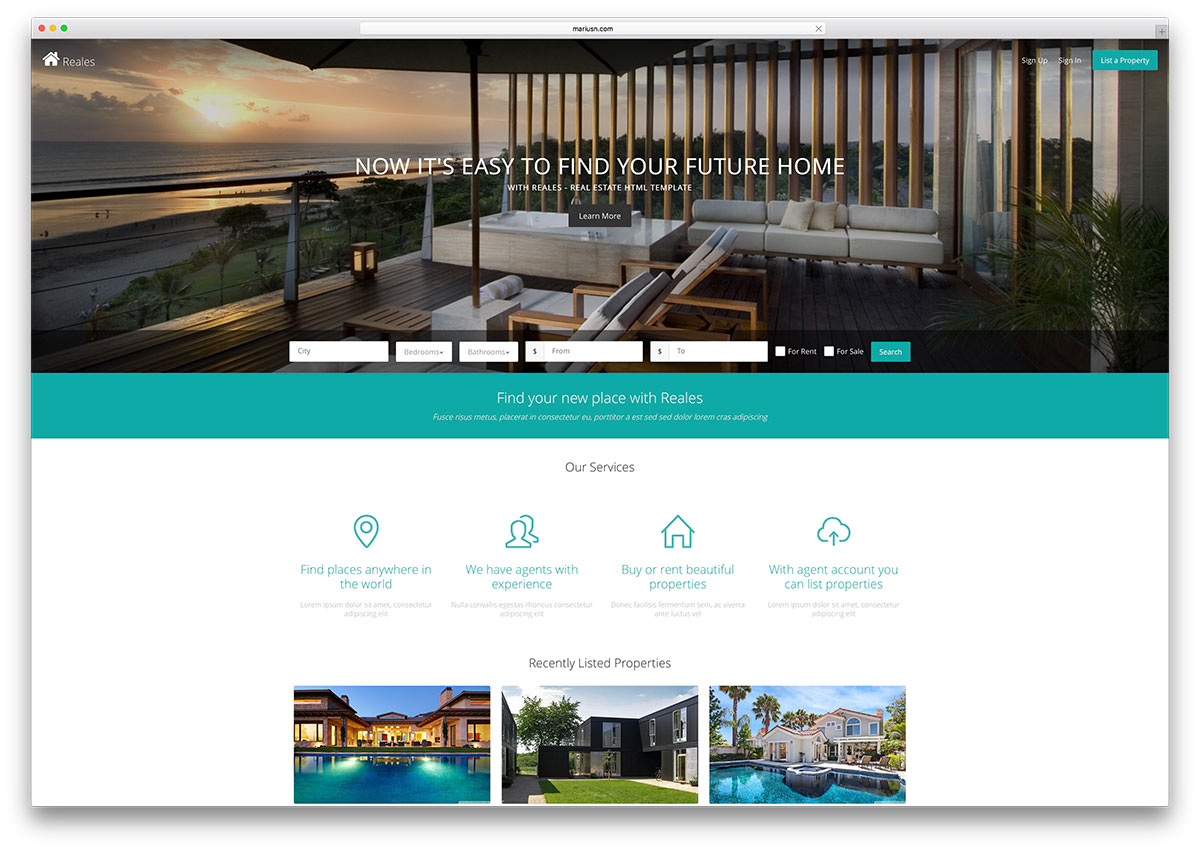 mariusn.com
Reales
Sign Up
Sign In
List a Property
NOW IT'S EASY TO FIND YOUR FUTURE HOME
WITH REALES - REAL ESTATE HTML TEMPLATE
Learn More
City
Bedrooms
Bathrooms
$
From
$
To
For Rent
For Sale
Search
Find your new place with Reales
Fusce risus metus, placerat in consectetur eu, porttitor a est sed sed dolor lorem cras adipiscing
Our Services
Find places anywhere in
the world
Lorem ipsum dolor sit amet, consectetur
adipiscing elit
We have agents with
experience
Nulla convallis egestas rhoncus consectetur
adipiscing elit
Buy or rent beautiful
properties
Donec facilisis fermentum sem, ac viverra
ante luctus vel
With agent account you
can list properties
Lorem ipsum dolor sit amet, consectetur
adipiscing elit
Recently Listed Properties